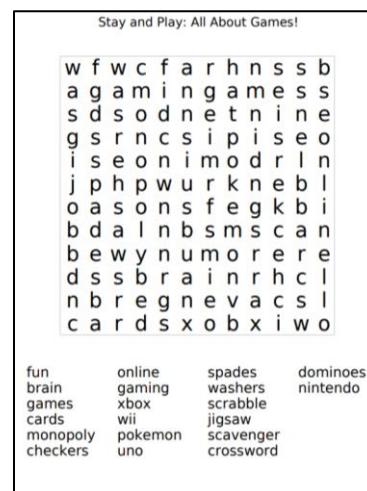 Stay and Play: All About Games!
w f w c f a r h n s s b
a g a m i n g a m e s s
s d s o d n e t n i n e
g s r n c s i p i s e o
i s e o n i m o d r l n
j p h p w u r k n e b l
o a s o n s f e g k b i
b d a l n b s m s c a n
b e w y n u m o r e r e
d s s b r a i n r h c l
n b r e g n e v a c s l
c a r d s x o b x i w o
fun online spades dominoes
brain gaming washers nintendo
games xbox scrabble
cards wii jigsaw
monopoly pokemon scavenger
checkers uno crossword